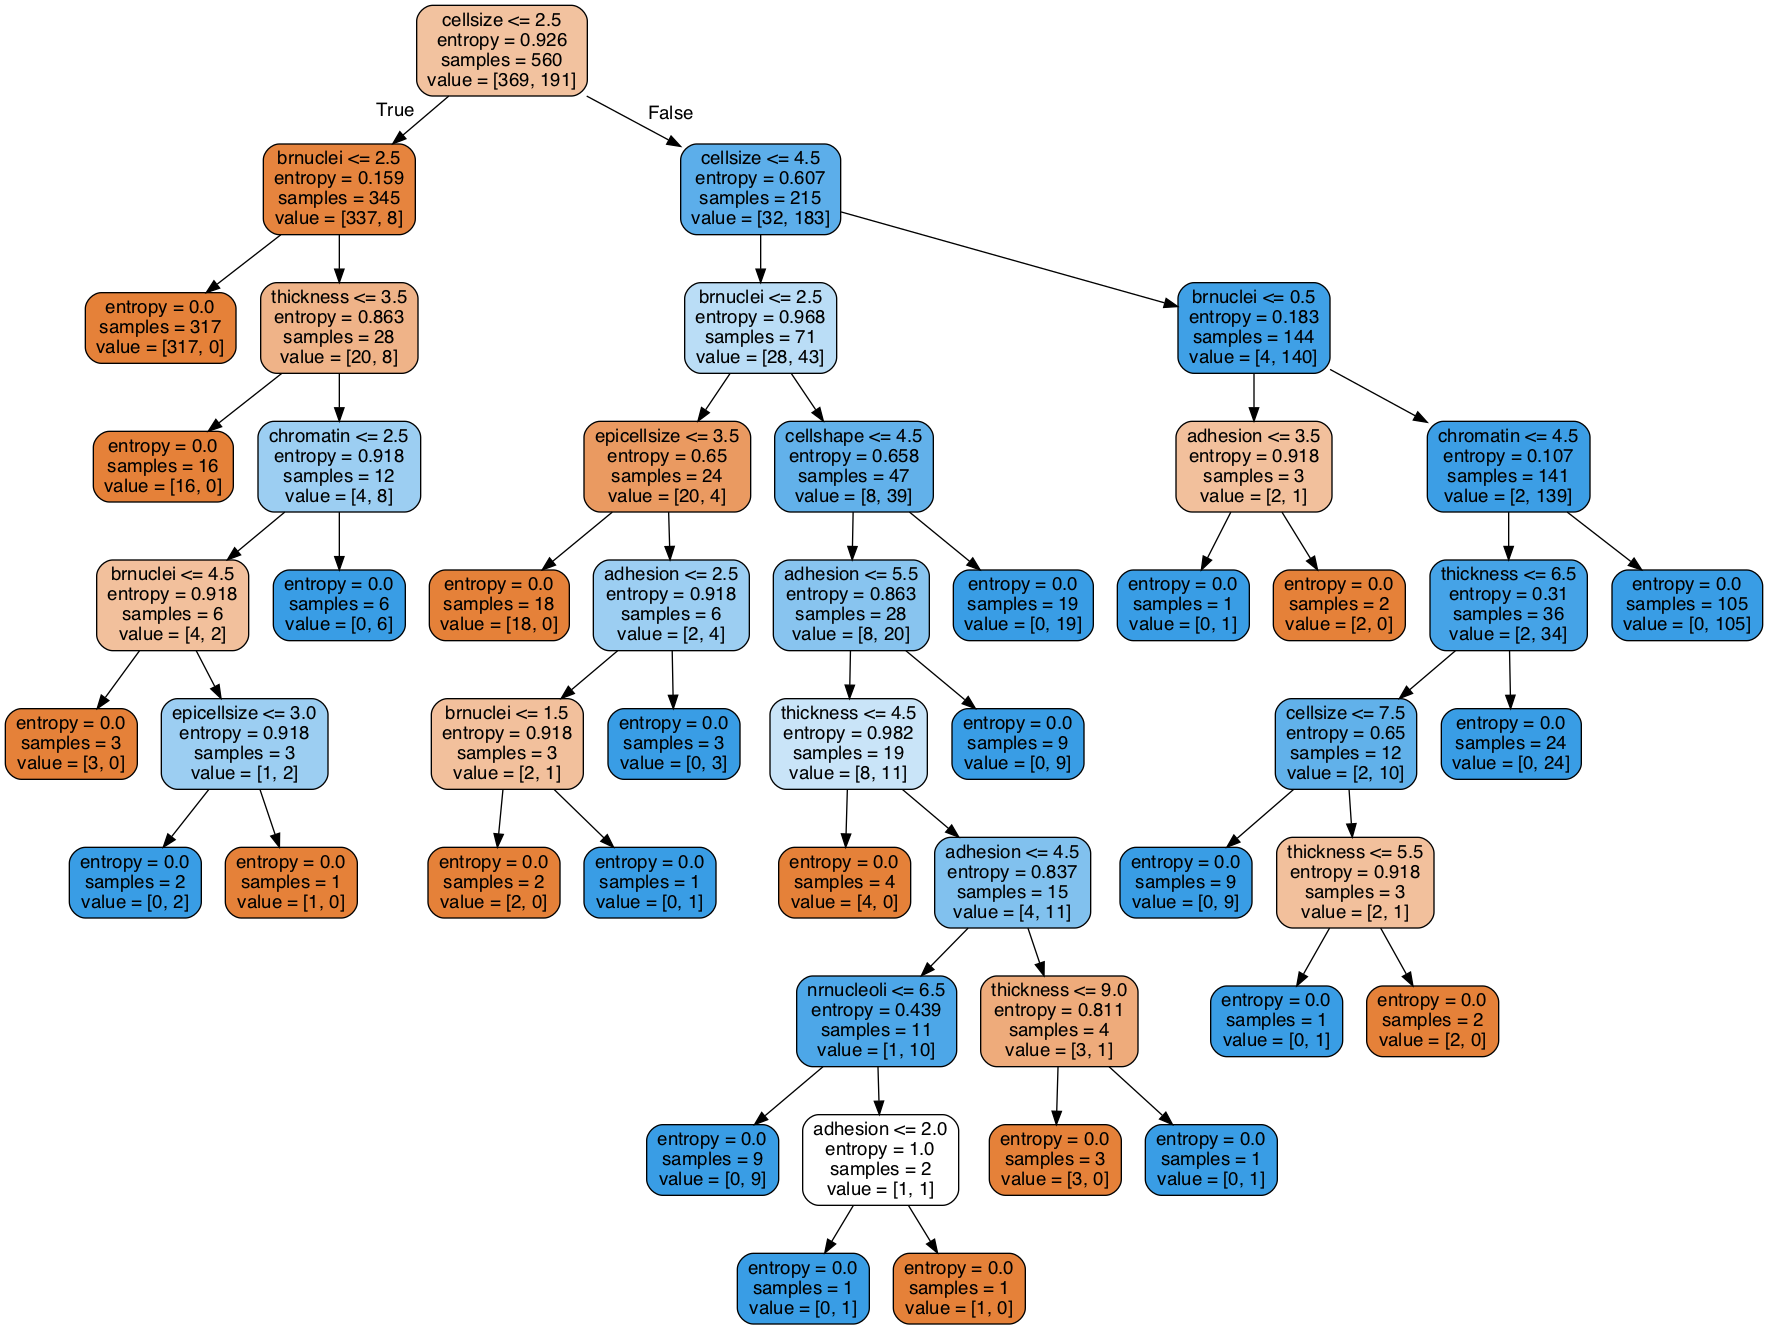 cellsize <= 2.5
entropy = 0.926
samples = 560
value = [369, 191]
True
False
brnuclei <= 2.5
entropy = 0.159
samples = 345
value = [337, 8]
cellsize <= 4.5
entropy = 0.607
samples = 215
value = [32, 183]
entropy = 0.0
samples = 317
value = [317, 0]
thickness <= 3.5
entropy = 0.863
samples = 28
value = [20, 8]
brnuclei <= 2.5
entropy = 0.968
samples = 71
value = [28, 43]
brnuclei <= 0.5
entropy = 0.183
samples = 144
value = [4, 140]
entropy = 0.0
samples = 16
value = [16, 0]
chromatin <= 2.5
entropy = 0.918
samples = 12
value = [4, 8]
epicellsize <= 3.5
entropy = 0.65
samples = 24
value = [20, 4]
cellshape <= 4.5
entropy = 0.658
samples = 47
value = [8, 39]
adhesion <= 3.5
entropy = 0.918
samples = 3
value = [2, 1]
chromatin <= 4.5
entropy = 0.107
samples = 141
value = [2, 139]
brnuclei <= 4.5
entropy = 0.918
samples = 6
value = [4, 2]
entropy = 0.0
samples = 6
value = [0, 6]
entropy = 0.0
samples = 18
value = [18, 0]
adhesion <= 2.5
entropy = 0.918
samples = 6
value = [2, 4]
adhesion <= 5.5
entropy = 0.863
samples = 28
value = [8, 20]
entropy = 0.0
samples = 19
value = [0, 19]
entropy = 0.0
samples = 1
value = [0, 1]
entropy = 0.0
samples = 2
value = [2, 0]
thickness <= 6.5
entropy = 0.31
samples = 36
value = [2, 34]
entropy = 0.0
samples = 105
value = [0, 105]
entropy = 0.0
samples = 3
value = [3, 0]
epicellsize <= 3.0
entropy = 0.918
samples = 3
value = [1, 2]
brnuclei <= 1.5
entropy = 0.918
samples = 3
value = [2, 1]
entropy = 0.0
samples = 3
value = [0, 3]
thickness <= 4.5
entropy = 0.982
samples = 19
value = [8, 11]
entropy = 0.0
samples = 9
value = [0, 9]
cellsize <= 7.5
entropy = 0.65
samples = 12
value = [2, 10]
entropy = 0.0
samples = 24
value = [0, 24]
entropy = 0.0
samples = 2
value = [0, 2]
entropy = 0.0
samples = 1
value = [1, 0]
entropy = 0.0
samples = 2
value = [2, 0]
entropy = 0.0
samples = 1
value = [0, 1]
entropy = 0.0
samples = 4
value = [4, 0]
adhesion <= 4.5
entropy = 0.837
samples = 15
value = [4, 11]
entropy = 0.0
samples = 9
value = [0, 9]
thickness <= 5.5
entropy = 0.918
samples = 3
value = [2, 1]
nrnucleoli <= 6.5
entropy = 0.439
samples = 11
value = [1, 10]
thickness <= 9.0
entropy = 0.811
samples = 4
value = [3, 1]
entropy = 0.0
samples = 1
value = [0, 1]
entropy = 0.0
samples = 2
value = [2, 0]
entropy = 0.0
samples = 9
value = [0, 9]
adhesion <= 2.0
entropy = 1.0
samples = 2
value = [1, 1]
entropy = 0.0
samples = 3
value = [3, 0]
entropy = 0.0
samples = 1
value = [0, 1]
entropy = 0.0
samples = 1
value = [0, 1]
entropy = 0.0
samples = 1
value = [1, 0]